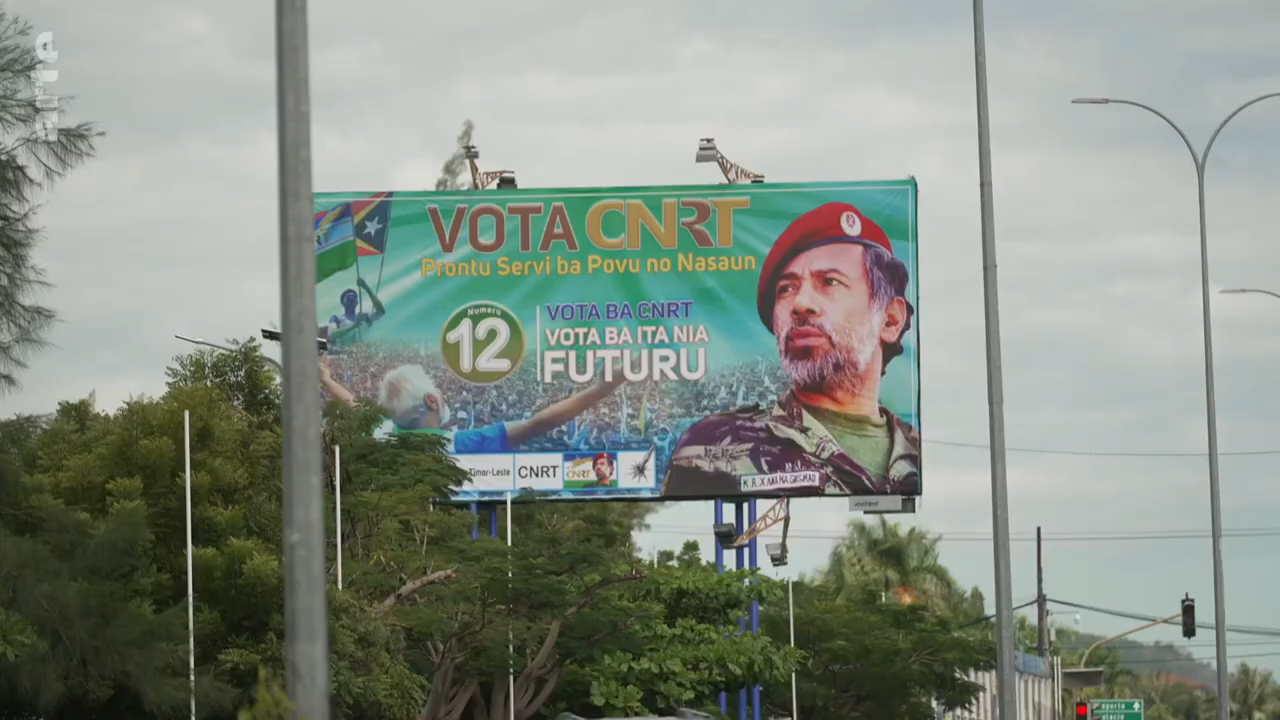 arte
VOTA CNRT
Prontu Servi ba Povu no Nasaun
Numeru
12
VOTA BA CNRT
VOTA BA ITA NIA
FUTURU
Timor-Leste
CNRT
CNRT
K.R.XANANA GUSMAO